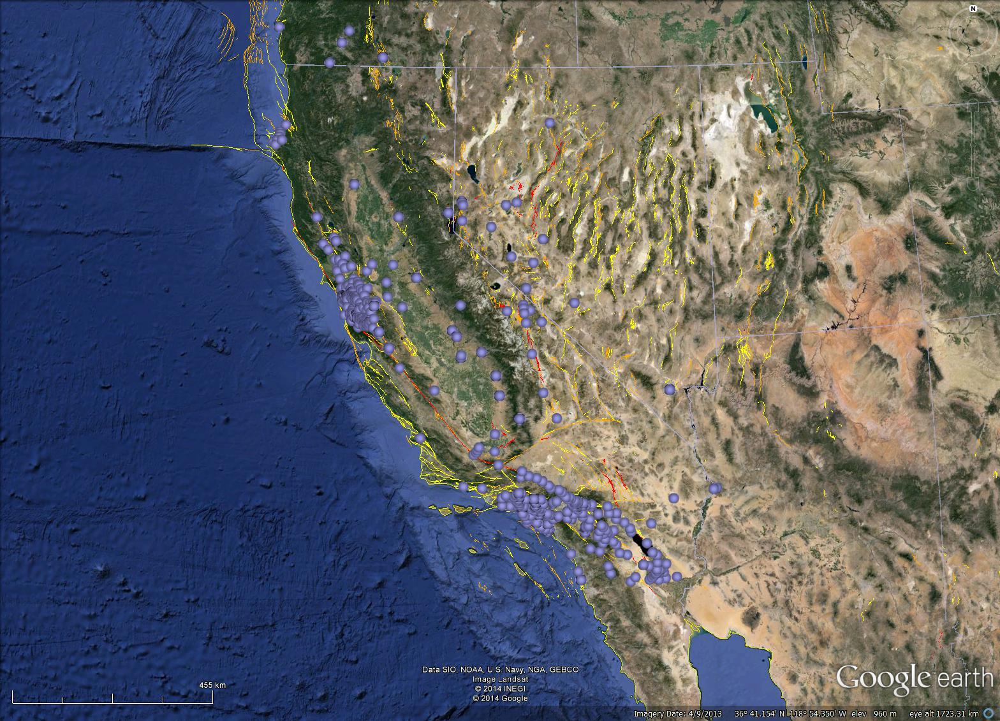 N
455 km
Data SIO, NOAA, U.S. Navy, NGA, GEBCO
Image Landsat
© 2014 INEGI
© 2014 Google
Google earth
Imagery Date: 4/9/2013 36° 41.154' N 118° 54.350' W elev 960 m eye alt 1723.31 km